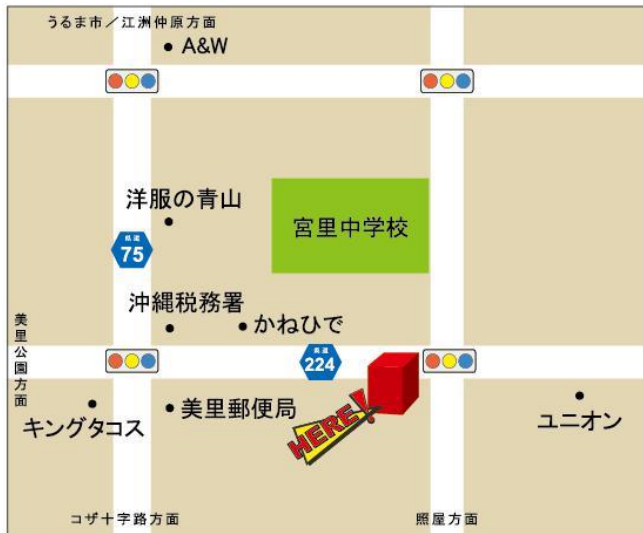 うるま市／江洲仲原方面
A&W
洋服の青山
宮里中学校
県道
75
沖縄税務署
かねひで
美里公園方面
県道
224
キングタコス
美里郵便局
HERE!
ユニオン
コザ十字路方面
照屋方面